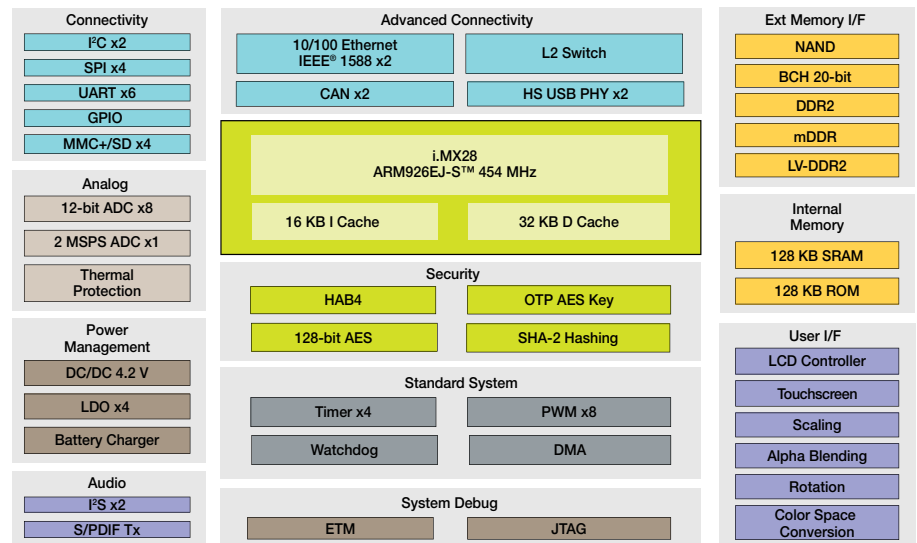 Connectivity
I²C x2
SPI x4
UART x6
GPIO
MMC+/SD x4
Analog
12-bit ADC x8
2 MSPS ADC x1
Thermal
Protection
Power
Management
DC/DC 4.2 V
LDO x4
Battery Charger
Audio
I²S x2
S/PDIF Tx
Advanced Connectivity
10/100 Ethernet
IEEE® 1588 x2
L2 Switch
CAN x2
HS USB PHY x2
i.MX28
ARM926EJ-S™ 454 MHz
16 KB I Cache
32 KB D Cache
Security
HAB4
OTP AES Key
128-bit AES
SHA-2 Hashing
Standard System
Timer x4
PWM x8
Watchdog
DMA
System Debug
ETM
JTAG
Ext Memory I/F
NAND
BCH 20-bit
DDR2
mDDR
LV-DDR2
Internal
Memory
128 KB SRAM
128 KB ROM
User I/F
LCD Controller
Touchscreen
Scaling
Alpha Blending
Rotation
Color Space
Conversion